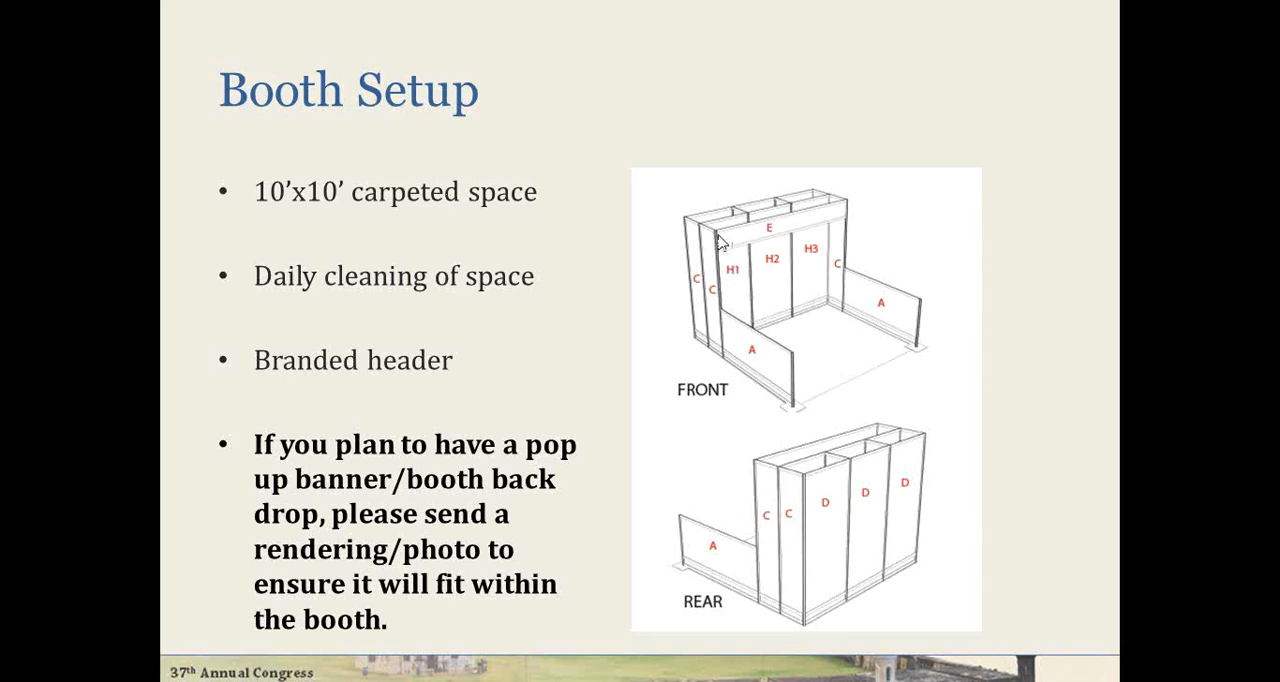 Booth Setup
• 10’x10’ carpeted space
• Daily cleaning of space
• Branded header
• If you plan to have a pop
up banner/booth back
drop, please send a
rendering/photo to
ensure it will fit within
the booth.
E
H1 H2 H3
C C C
A A
FRONT
C C D D D
A
REAR
37th Annual Congress